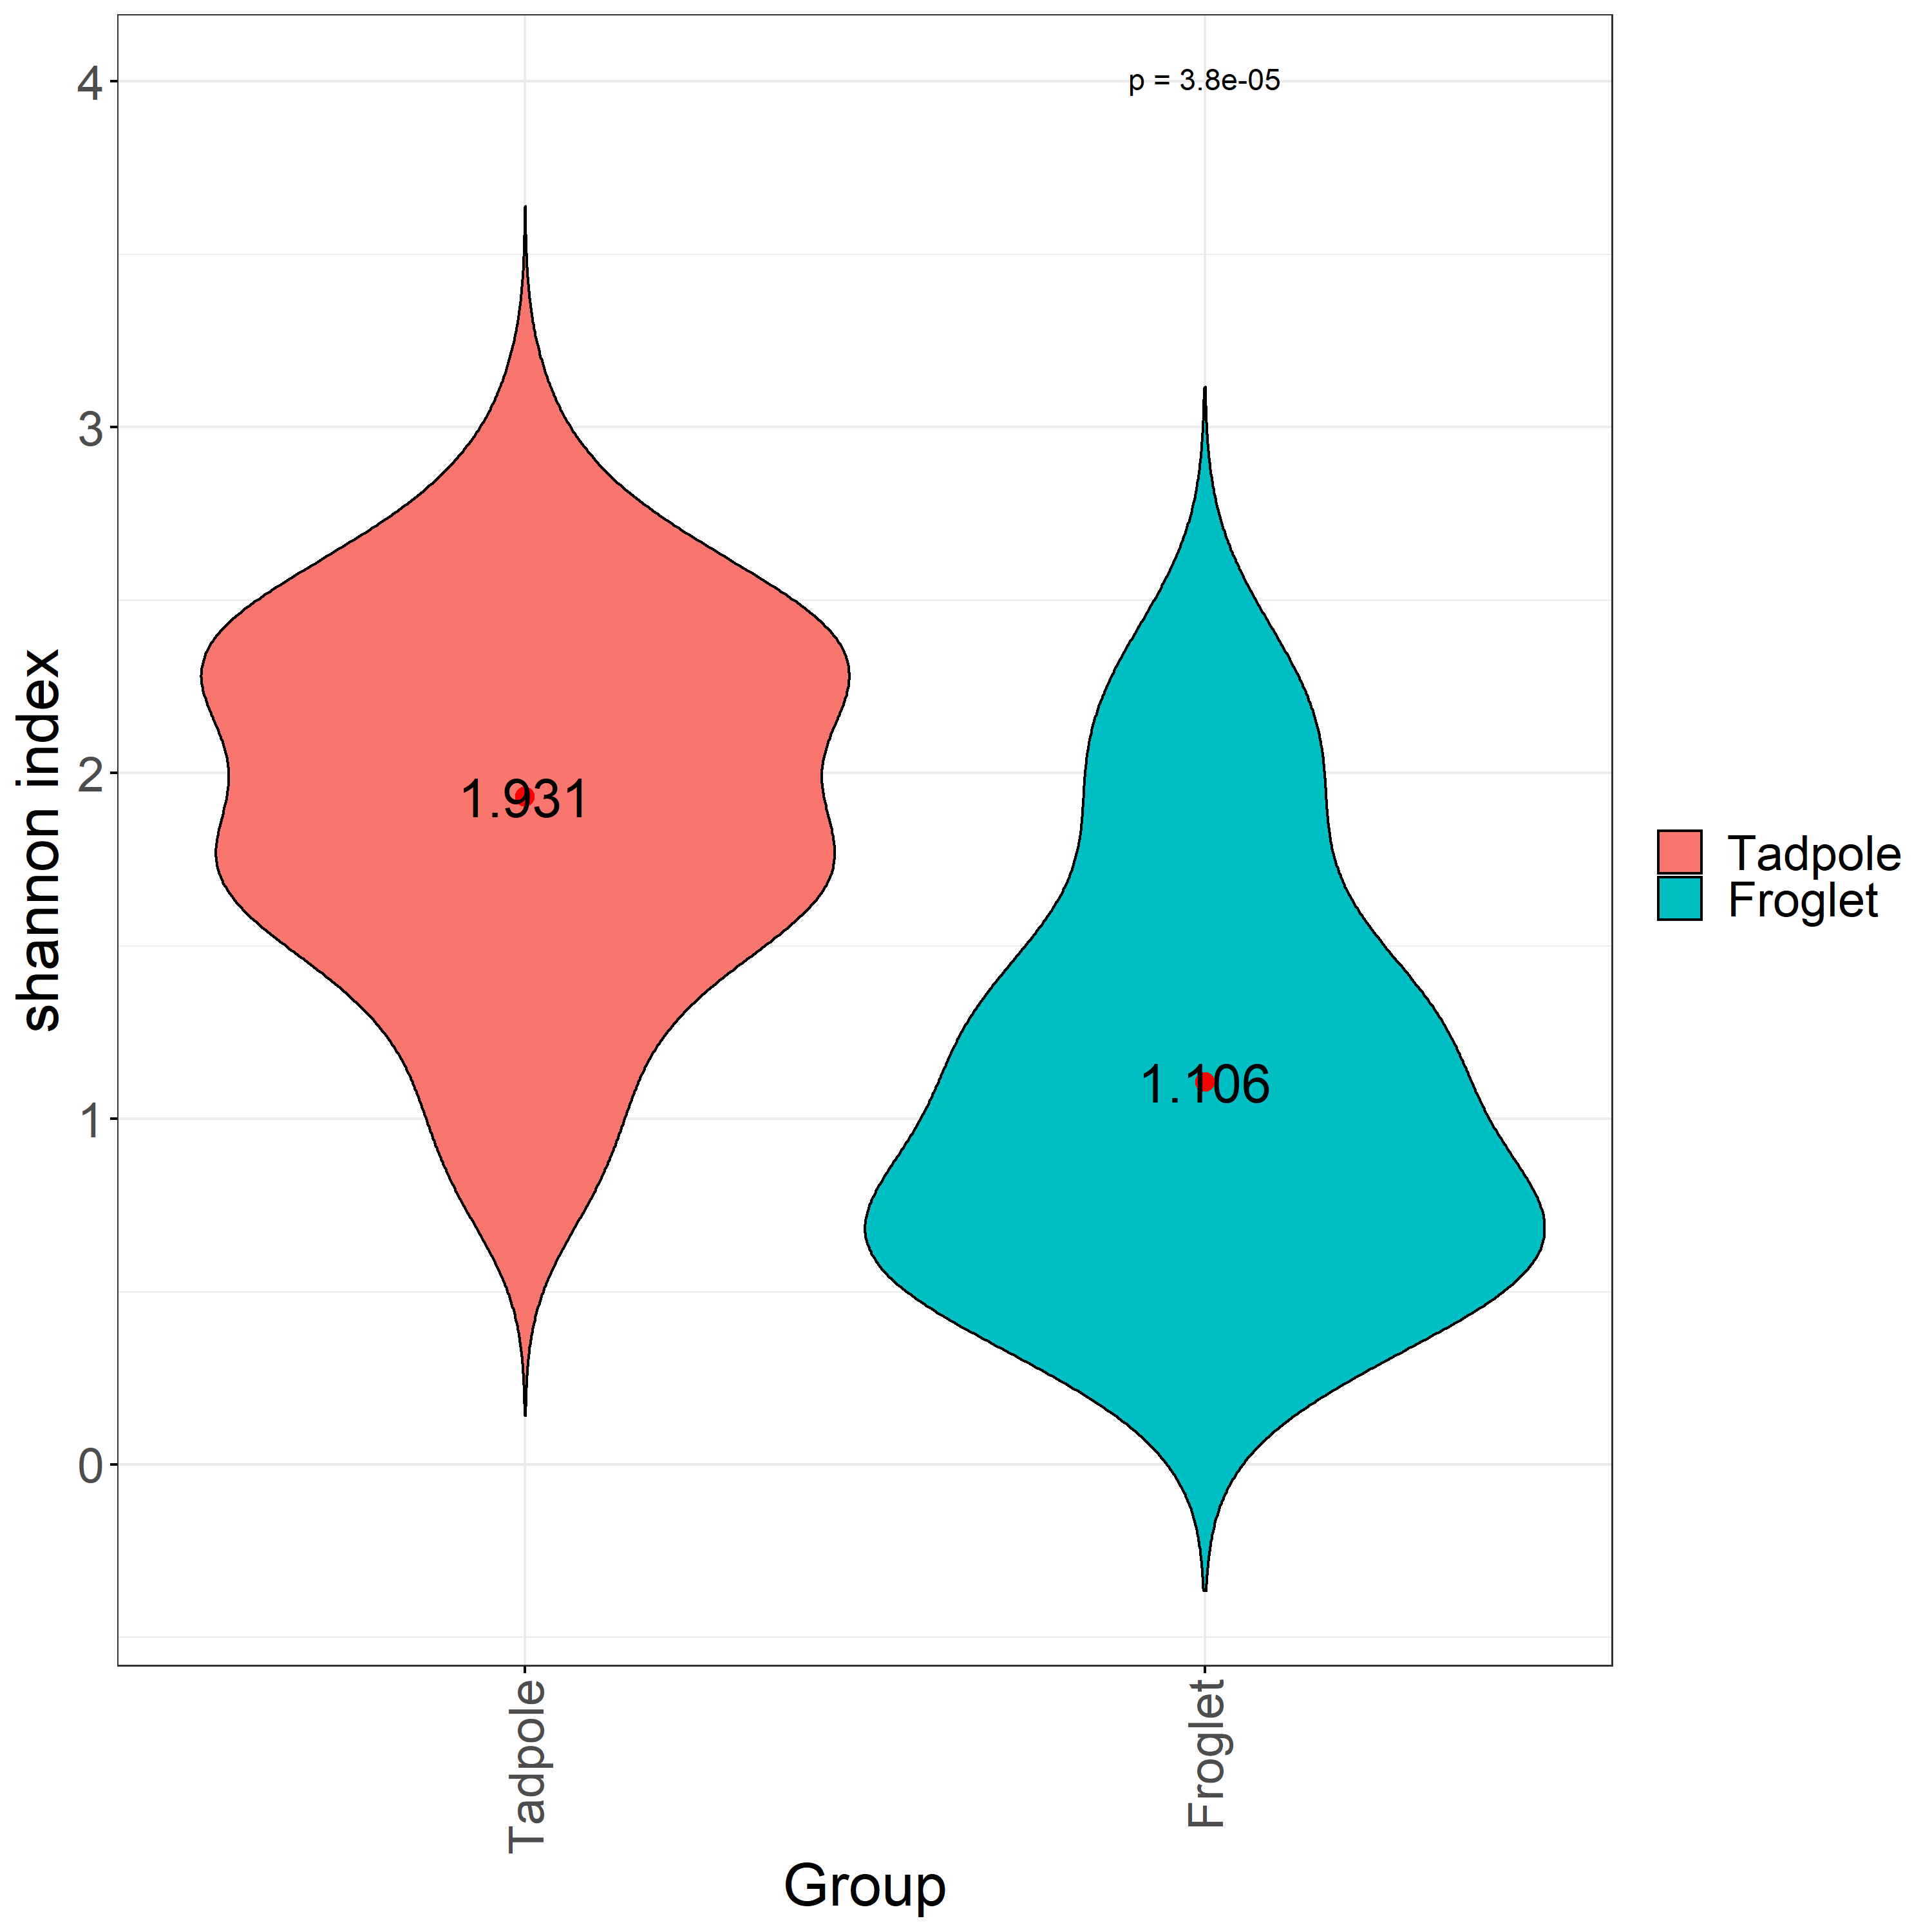 p = 3.8e-05
4
3
2
1
0
shannon index
1.931
1.106
Tadpole
Froglet
Tadpole
Froglet
Group